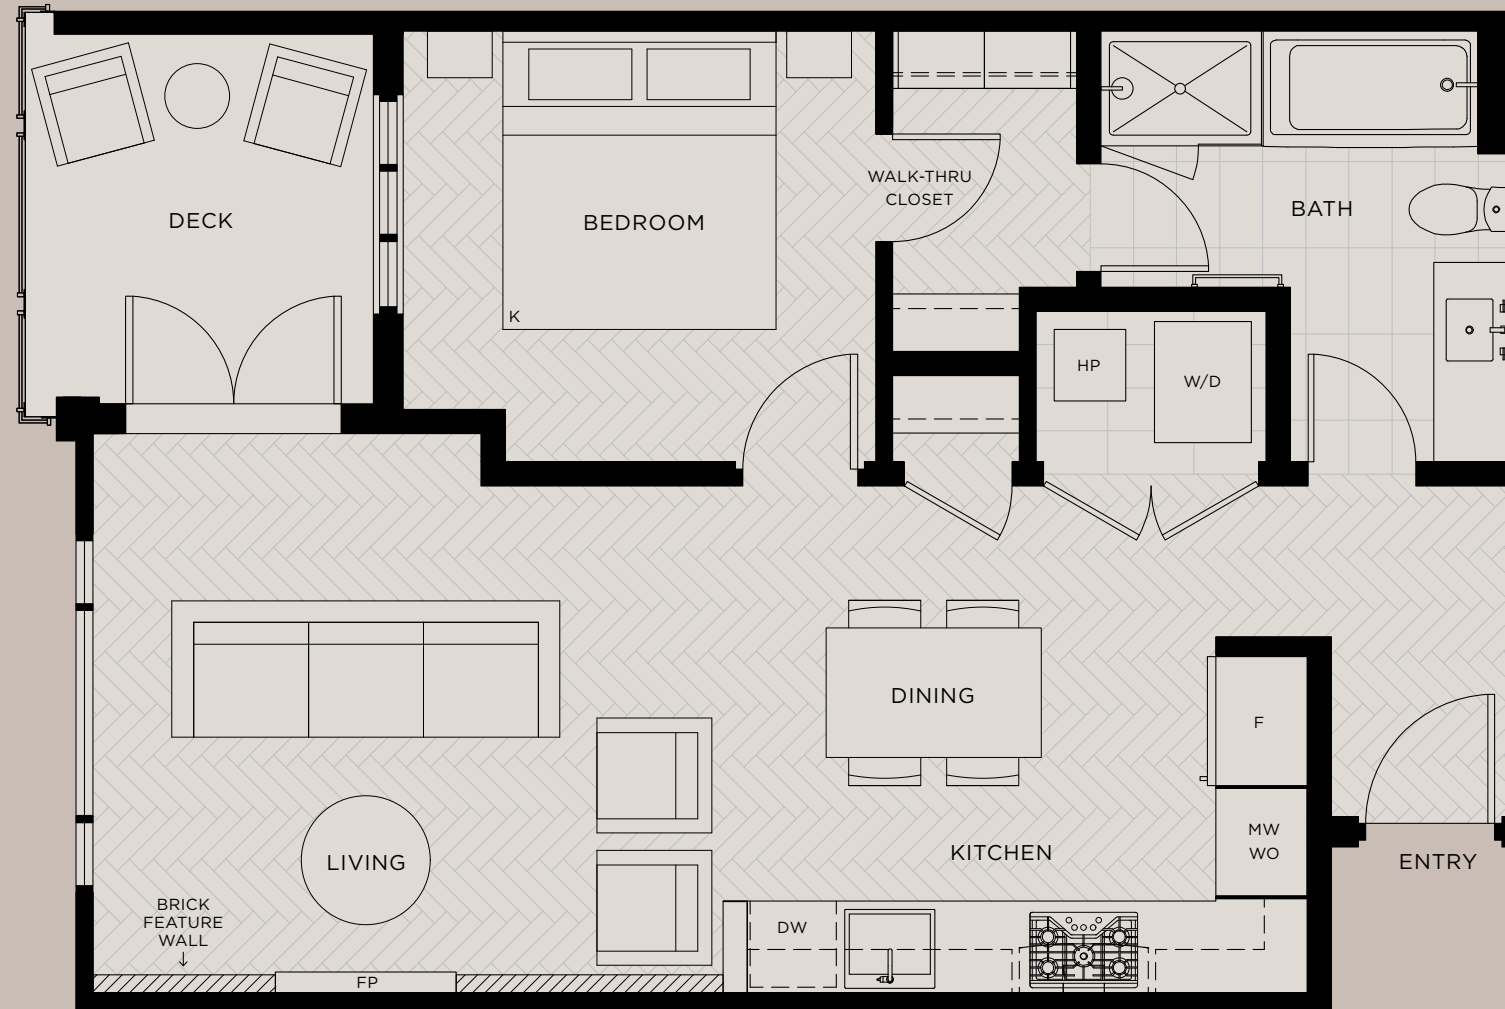 WALK-THRU
CLOSET
DECK
BEDROOM
BATH
K
HP
W/D
DINING
F
MW
WO
KITCHEN
LIVING
ENTRY
BRICK
FEATURE
WALL
DW
FP